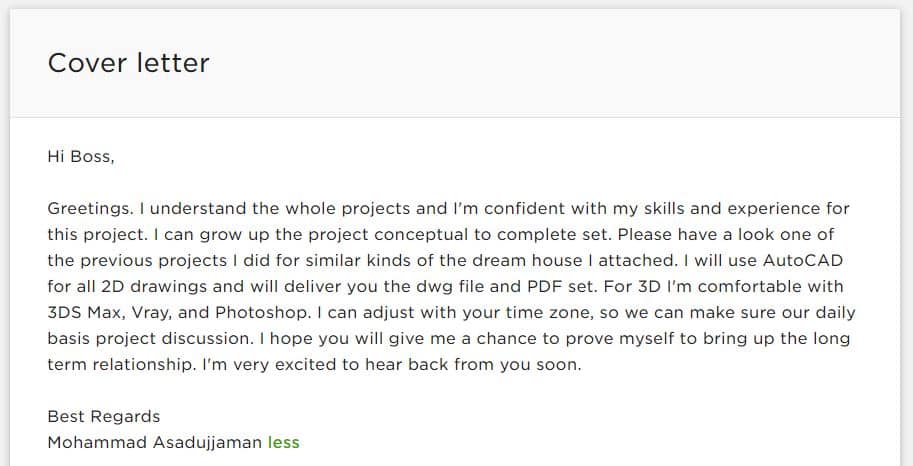 Cover letter
Hi Boss,
Greetings. I understand the whole projects and I'm confident with my skills and experience for
this project. I can grow up the project conceptual to complete set. Please have a look one of
the previous projects I did for similar kinds of the dream house I attached. I will use AutoCAD
for all 2D drawings and will deliver you the dwg file and PDF set. For 3D I'm comfortable with
3DS Max, Vray, and Photoshop. I can adjust with your time zone, so we can make sure our daily
basis project discussion. I hope you will give me a chance to prove myself to bring up the long
term relationship. I'm very excited to hear back from you soon.
Best Regards
Mohammad Asadujjaman less